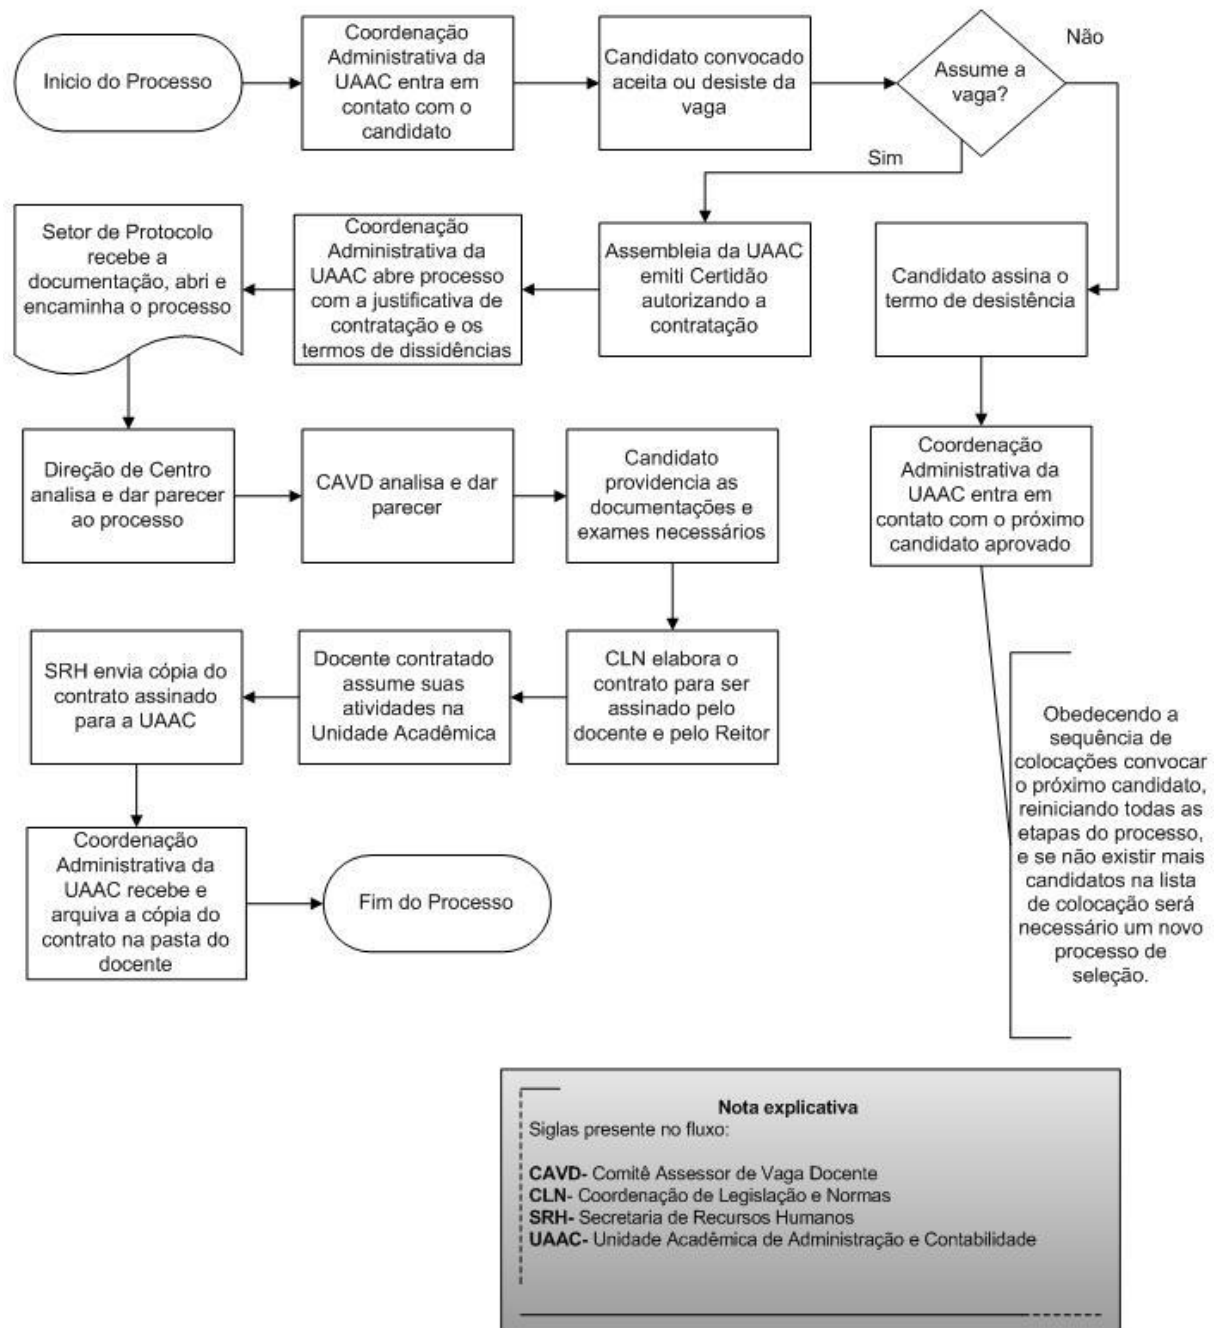 Inicio do Processo
Coordenação
Administrativa da
UAAC entra em
contato com o
candidato
Candidato convocado
aceita ou desiste da
vaga
Assume a
vaga?
Não
Sim
Setor de Protocolo
recebe a
documentação, abri e
encaminha o processo
Coordenação
Administrativa da
UAAC abre processo
com a justificativa de
contratação e os
termos de dissidências
Assembleia da UAAC
emiti Certidão
autorizando a
contratação
Candidato assina o
termo de desistência
Direção de Centro
analisa e dar parecer
ao processo
CAVD analisa e dar
parecer
Candidato
providencia as
documentações e
exames necessários
Coordenação
Administrativa da
UAAC entra em
contato com o próximo
candidato aprovado
SRH envia cópia do
contrato assinado
para a UAAC
Docente contratado
assume suas
atividades na
Unidade Acadêmica
CLN elabora o
contrato para ser
assinado pelo
docente e pelo Reitor
Obedecendo a
sequência de
colocações convocar
o próximo candidato,
reiniciando todas as
etapas do processo,
e se não existir mais
candidatos na lista
de colocação será
necessário um novo
processo de
seleção.
Coordenação
Administrativa da
UAAC recebe e
arquiva a cópia do
contrato na pasta do
docente
Fim do Processo
Nota explicativa
Siglas presente no fluxo:
CAVD- Comitê Assessor de Vaga Docente
CLN- Coordenação de Legislação e Normas
SRH- Secretaria de Recursos Humanos
UAAC- Unidade Acadêmica de Administração e Contabilidade